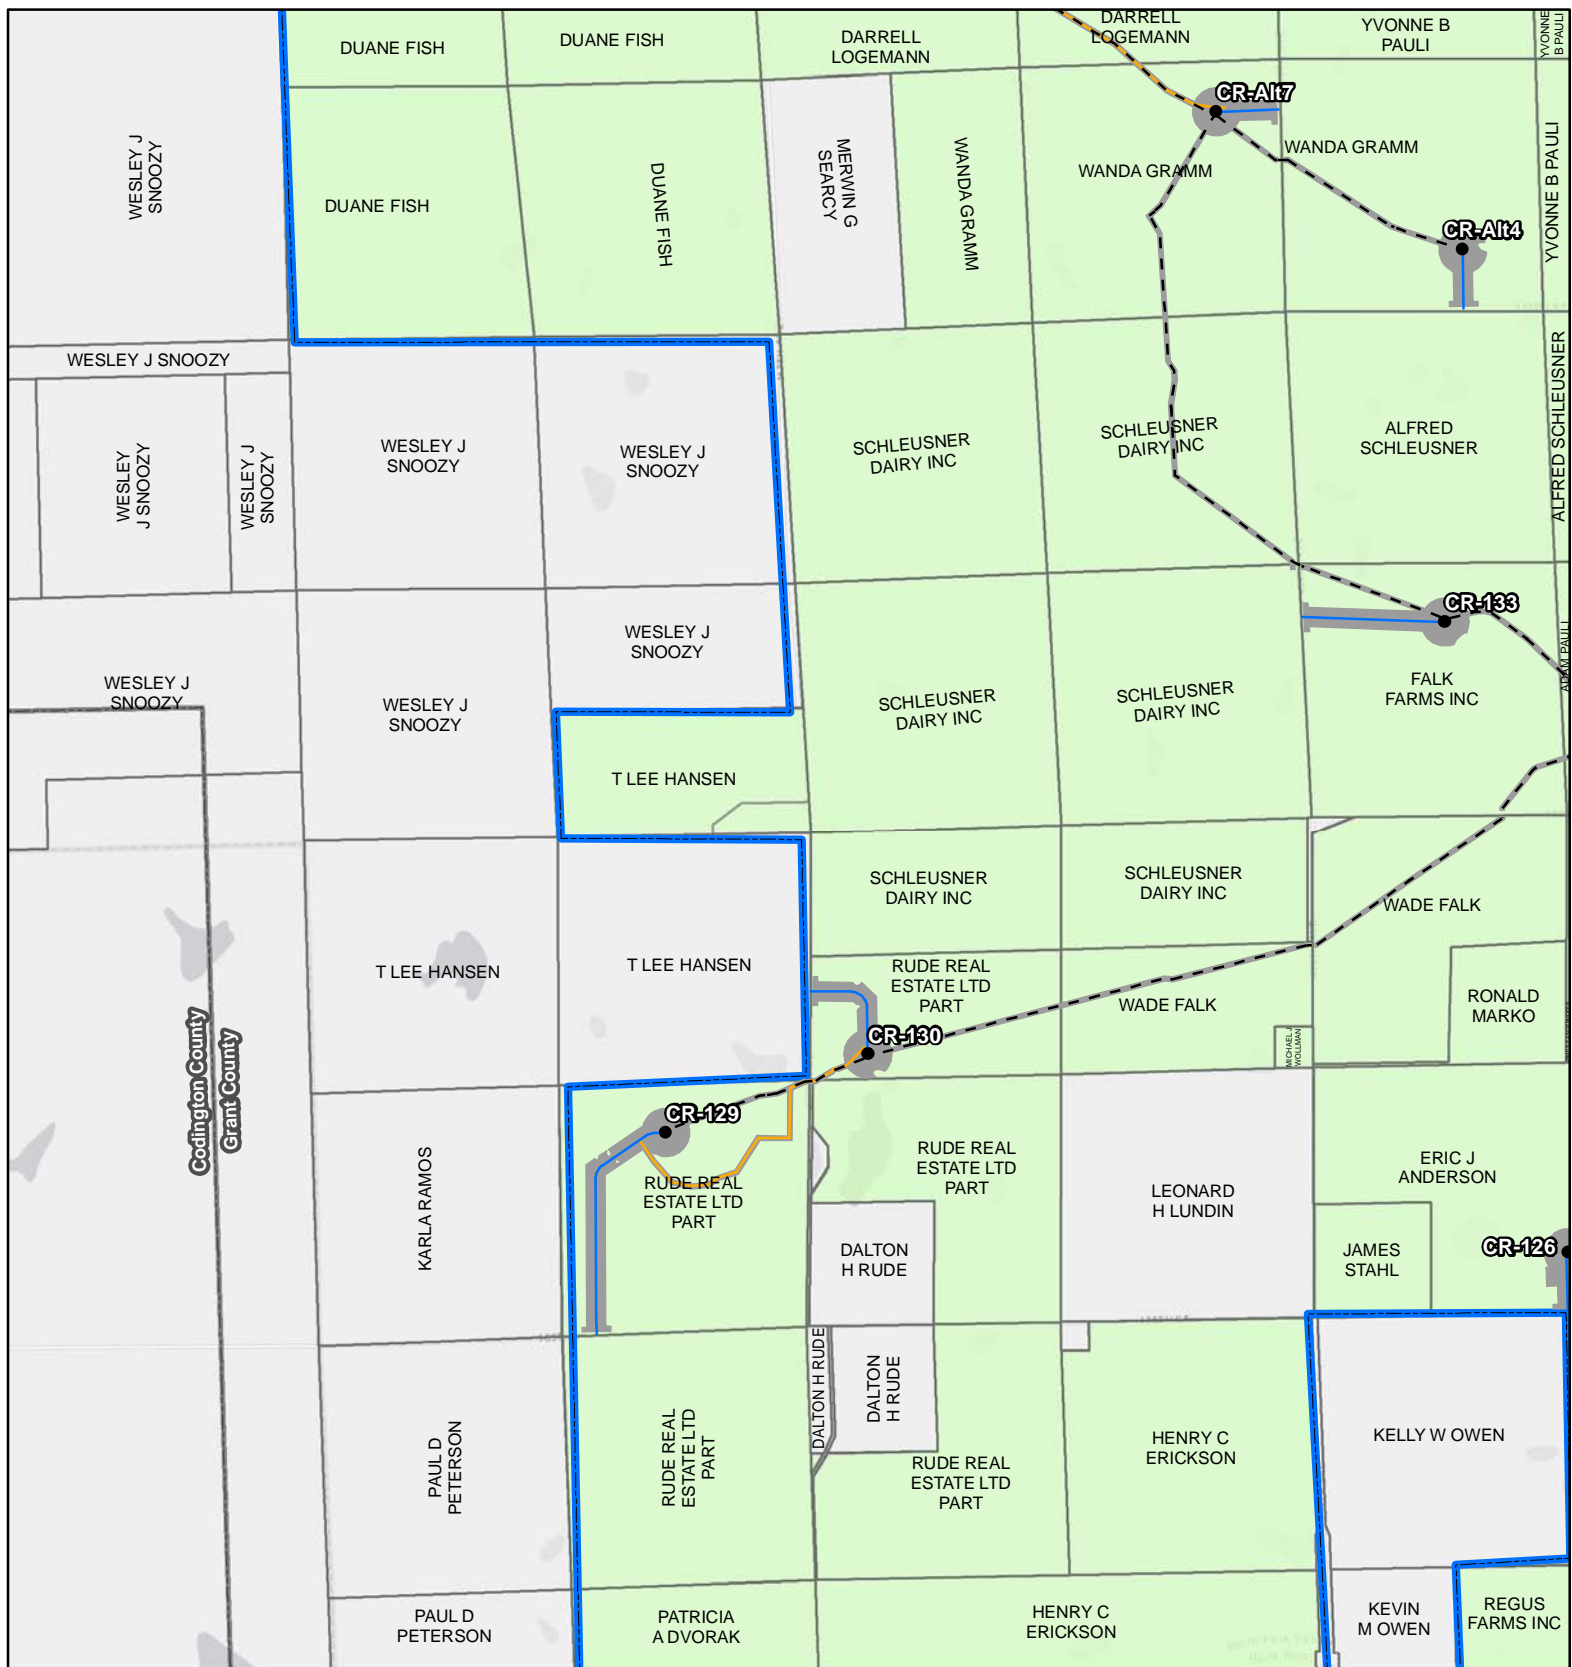 DUANE FISH
DUANE FISH
DARRELL
LOGEMANN
DARRELL
LOGEMANN
YVONNE B
PAULI
YVONNE
B PAULI
CR-Alt7
WESLEY J
SNOOZY
DUANE FISH
DUANE FISH
MERWIN G
SEARCY
WANDA GRAMM
WANDA GRAMM
WANDA GRAMM
YVONNE B PAULI
CR-Alt4
WESLEY J SNOOZY
WESLEY
J SNOOZY
WESLEY J
SNOOZY
WESLEY J
SNOOZY
WESLEY J
SNOOZY
SCHLEUSNER
DAIRY INC
SCHLEUSNER
DAIRY INC
ALFRED
SCHLEUSNER
ALFRED SCHLEUSNER
CR-133
WESLEY J
SNOOZY
WESLEY J
SNOOZY
WESLEY J
SNOOZY
SCHLEUSNER
DAIRY INC
SCHLEUSNER
DAIRY INC
FALK
FARMS INC
ADAM PAULI
T LEE HANSEN
SCHLEUSNER
DAIRY INC
SCHLEUSNER
DAIRY INC
WADE FALK
T LEE HANSEN
T LEE HANSEN
RUDE REAL
ESTATE LTD
PART
WADE FALK
RONALD
MARKO
MICHAEL J
WOLLMAN
CR-130
Codington County
Grant County
CR-129
KARLA RAMOS
RUDE REAL
ESTATE LTD
PART
RUDE REAL
ESTATE LTD
PART
LEONARD
H LUNDIN
ERIC J
ANDERSON
DALTON
H RUDE
JAMES
STAHL
CR-126
PAUL D
PETERSON
RUDE REAL
ESTATE LTD
PART
DALTON H RUDE
DALTON
H RUDE
RUDE REAL
ESTATE LTD
PART
HENRY C
ERICKSON
KELLY W OWEN
PAUL D
PETERSON
PATRICIA
A DVORAK
HENRY C
ERICKSON
KEVIN
M OWEN
REGUS
FARMS INC